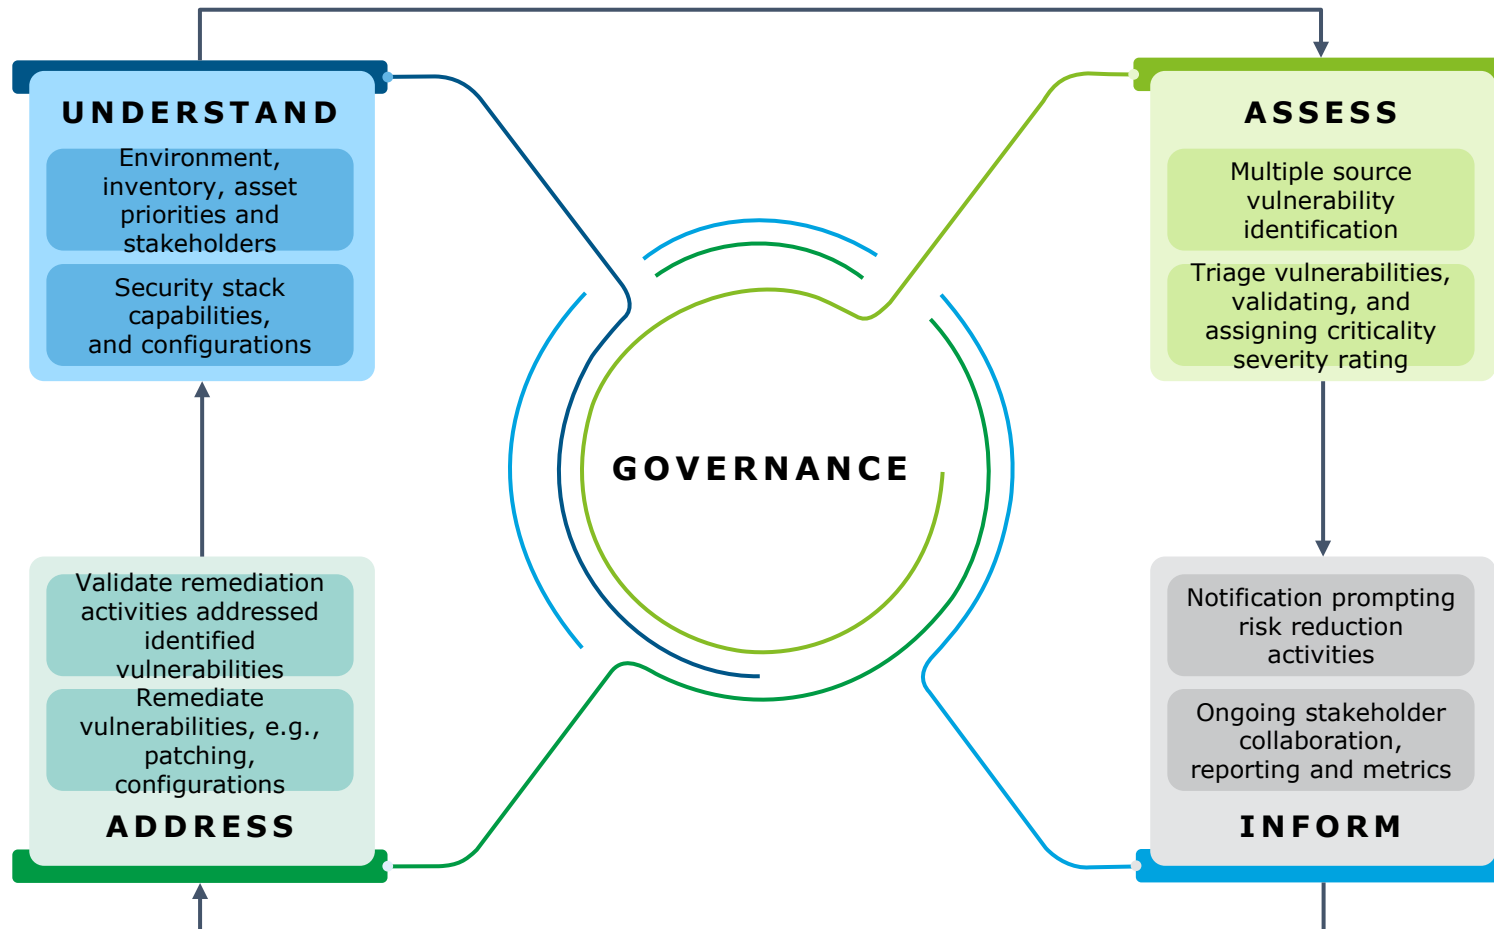 UNDERSTAND
Environment,
inventory, asset
priorities and
stakeholders
Security stack
capabilities,
and configurations
ASSESS
Multiple source
vulnerability
identification
Triage vulnerabilities,
validating, and
assigning criticality
severity rating
GOVERNANCE
Validate remediation
activities addressed
identified
vulnerabilities
Remediate
vulnerabilities, e.g.,
patching,
configurations
ADDRESS
Notification prompting
risk reduction
activities
Ongoing stakeholder
collaboration,
reporting and metrics
INFORM